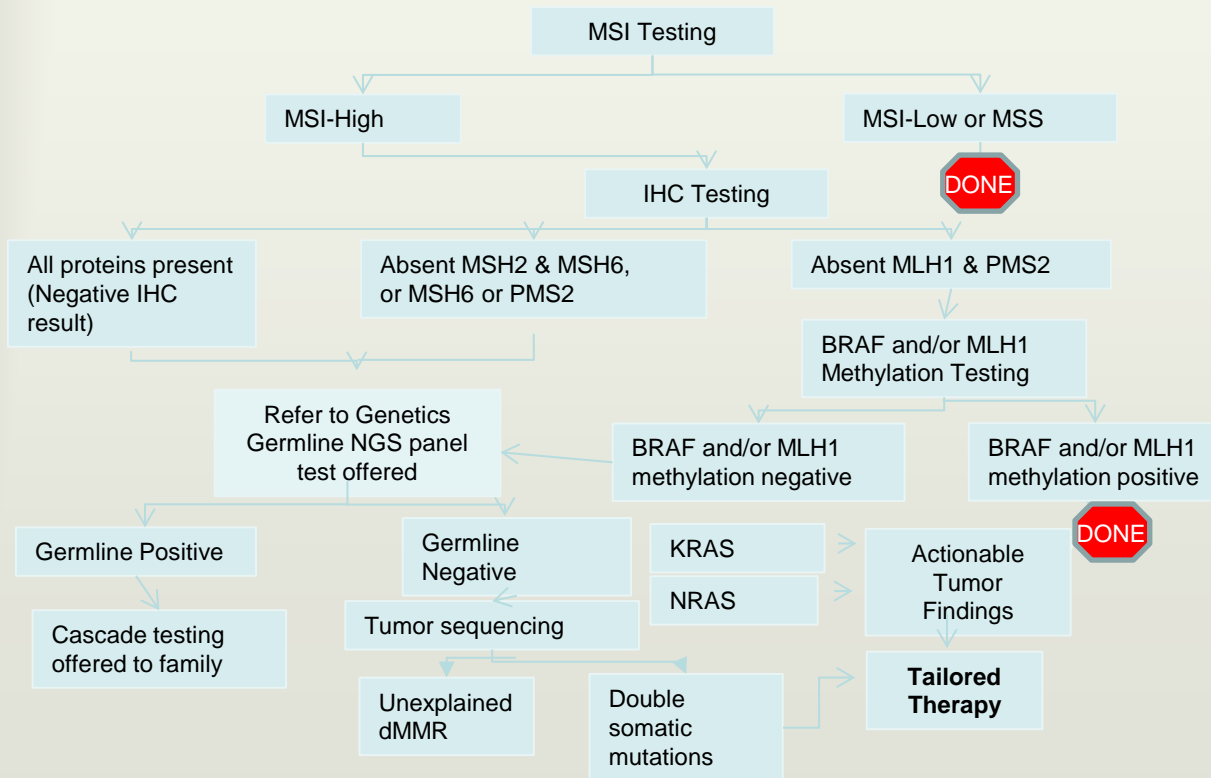 MSI Testing
MSI-High
MSI-Low or MSS
DONE
IHC Testing
All proteins present
(Negative IHC
result)
Absent MSH2 & MSH6,
or MSH6 or PMS2
Absent MLH1 & PMS2
BRAF and/or MLH1
Methylation Testing
Refer to Genetics
Germline NGS panel
test offered
BRAF and/or MLH1
methylation negative
BRAF and/or MLH1
methylation positive
DONE
Germline Positive
Germline
Negative
KRAS
NRAS
Actionable
Tumor
Findings
Cascade testing
offered to family
Tumor sequencing
Unexplained
dMMR
Double
somatic
mutations
Tailored
Therapy